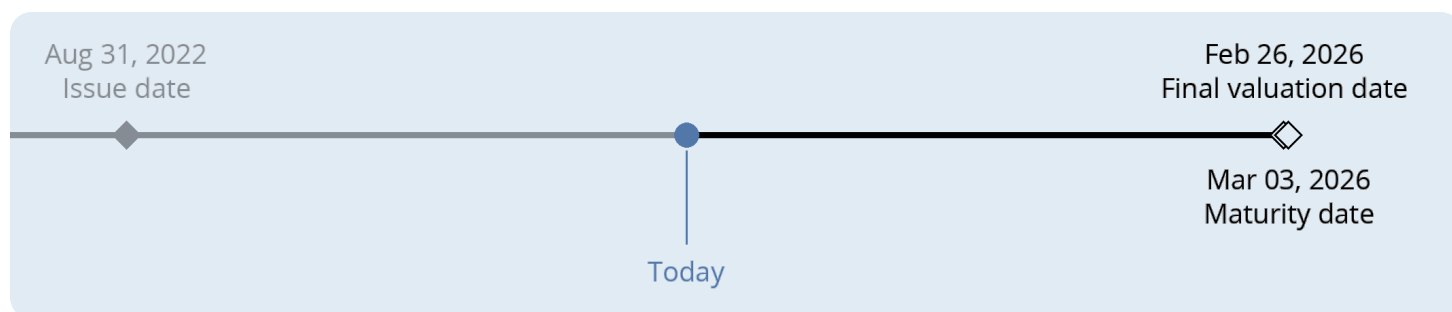 Aug 31, 2022
Issue date
Feb 26, 2026
Final valuation date
Mar 03, 2026
Maturity date
Today